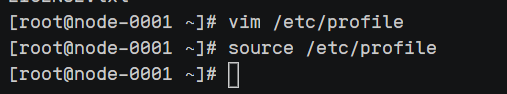 [root@node-0001 ~]# vim /etc/profile
[root@node-0001 ~]# source /etc/profile
[root@node-0001 ~]#